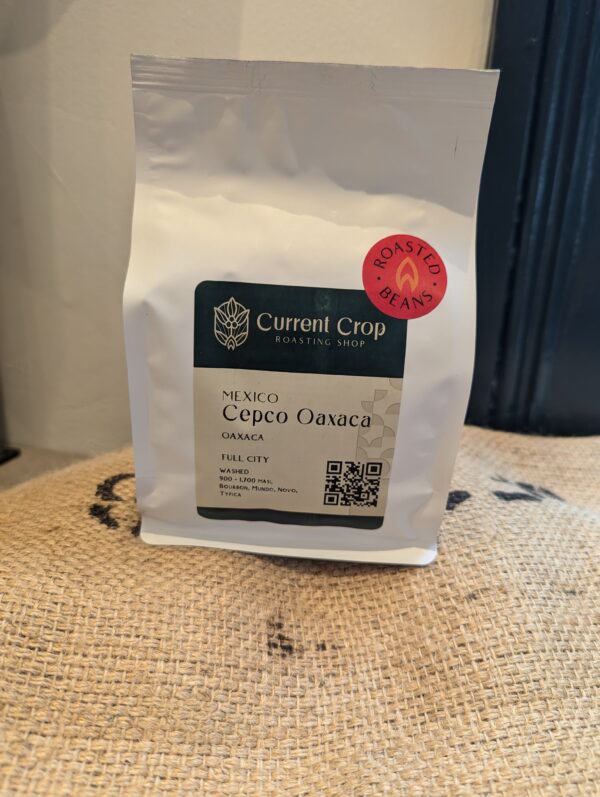 ROASTED
BEANS
Current Crop
ROASTING SHOP
MEXICO
Cepco Oaxaca
OAXACA
FULL CITY
WASHED
900 - 1,700 MASL
BOURBON, MUNDO, NOVO,
TYPICA